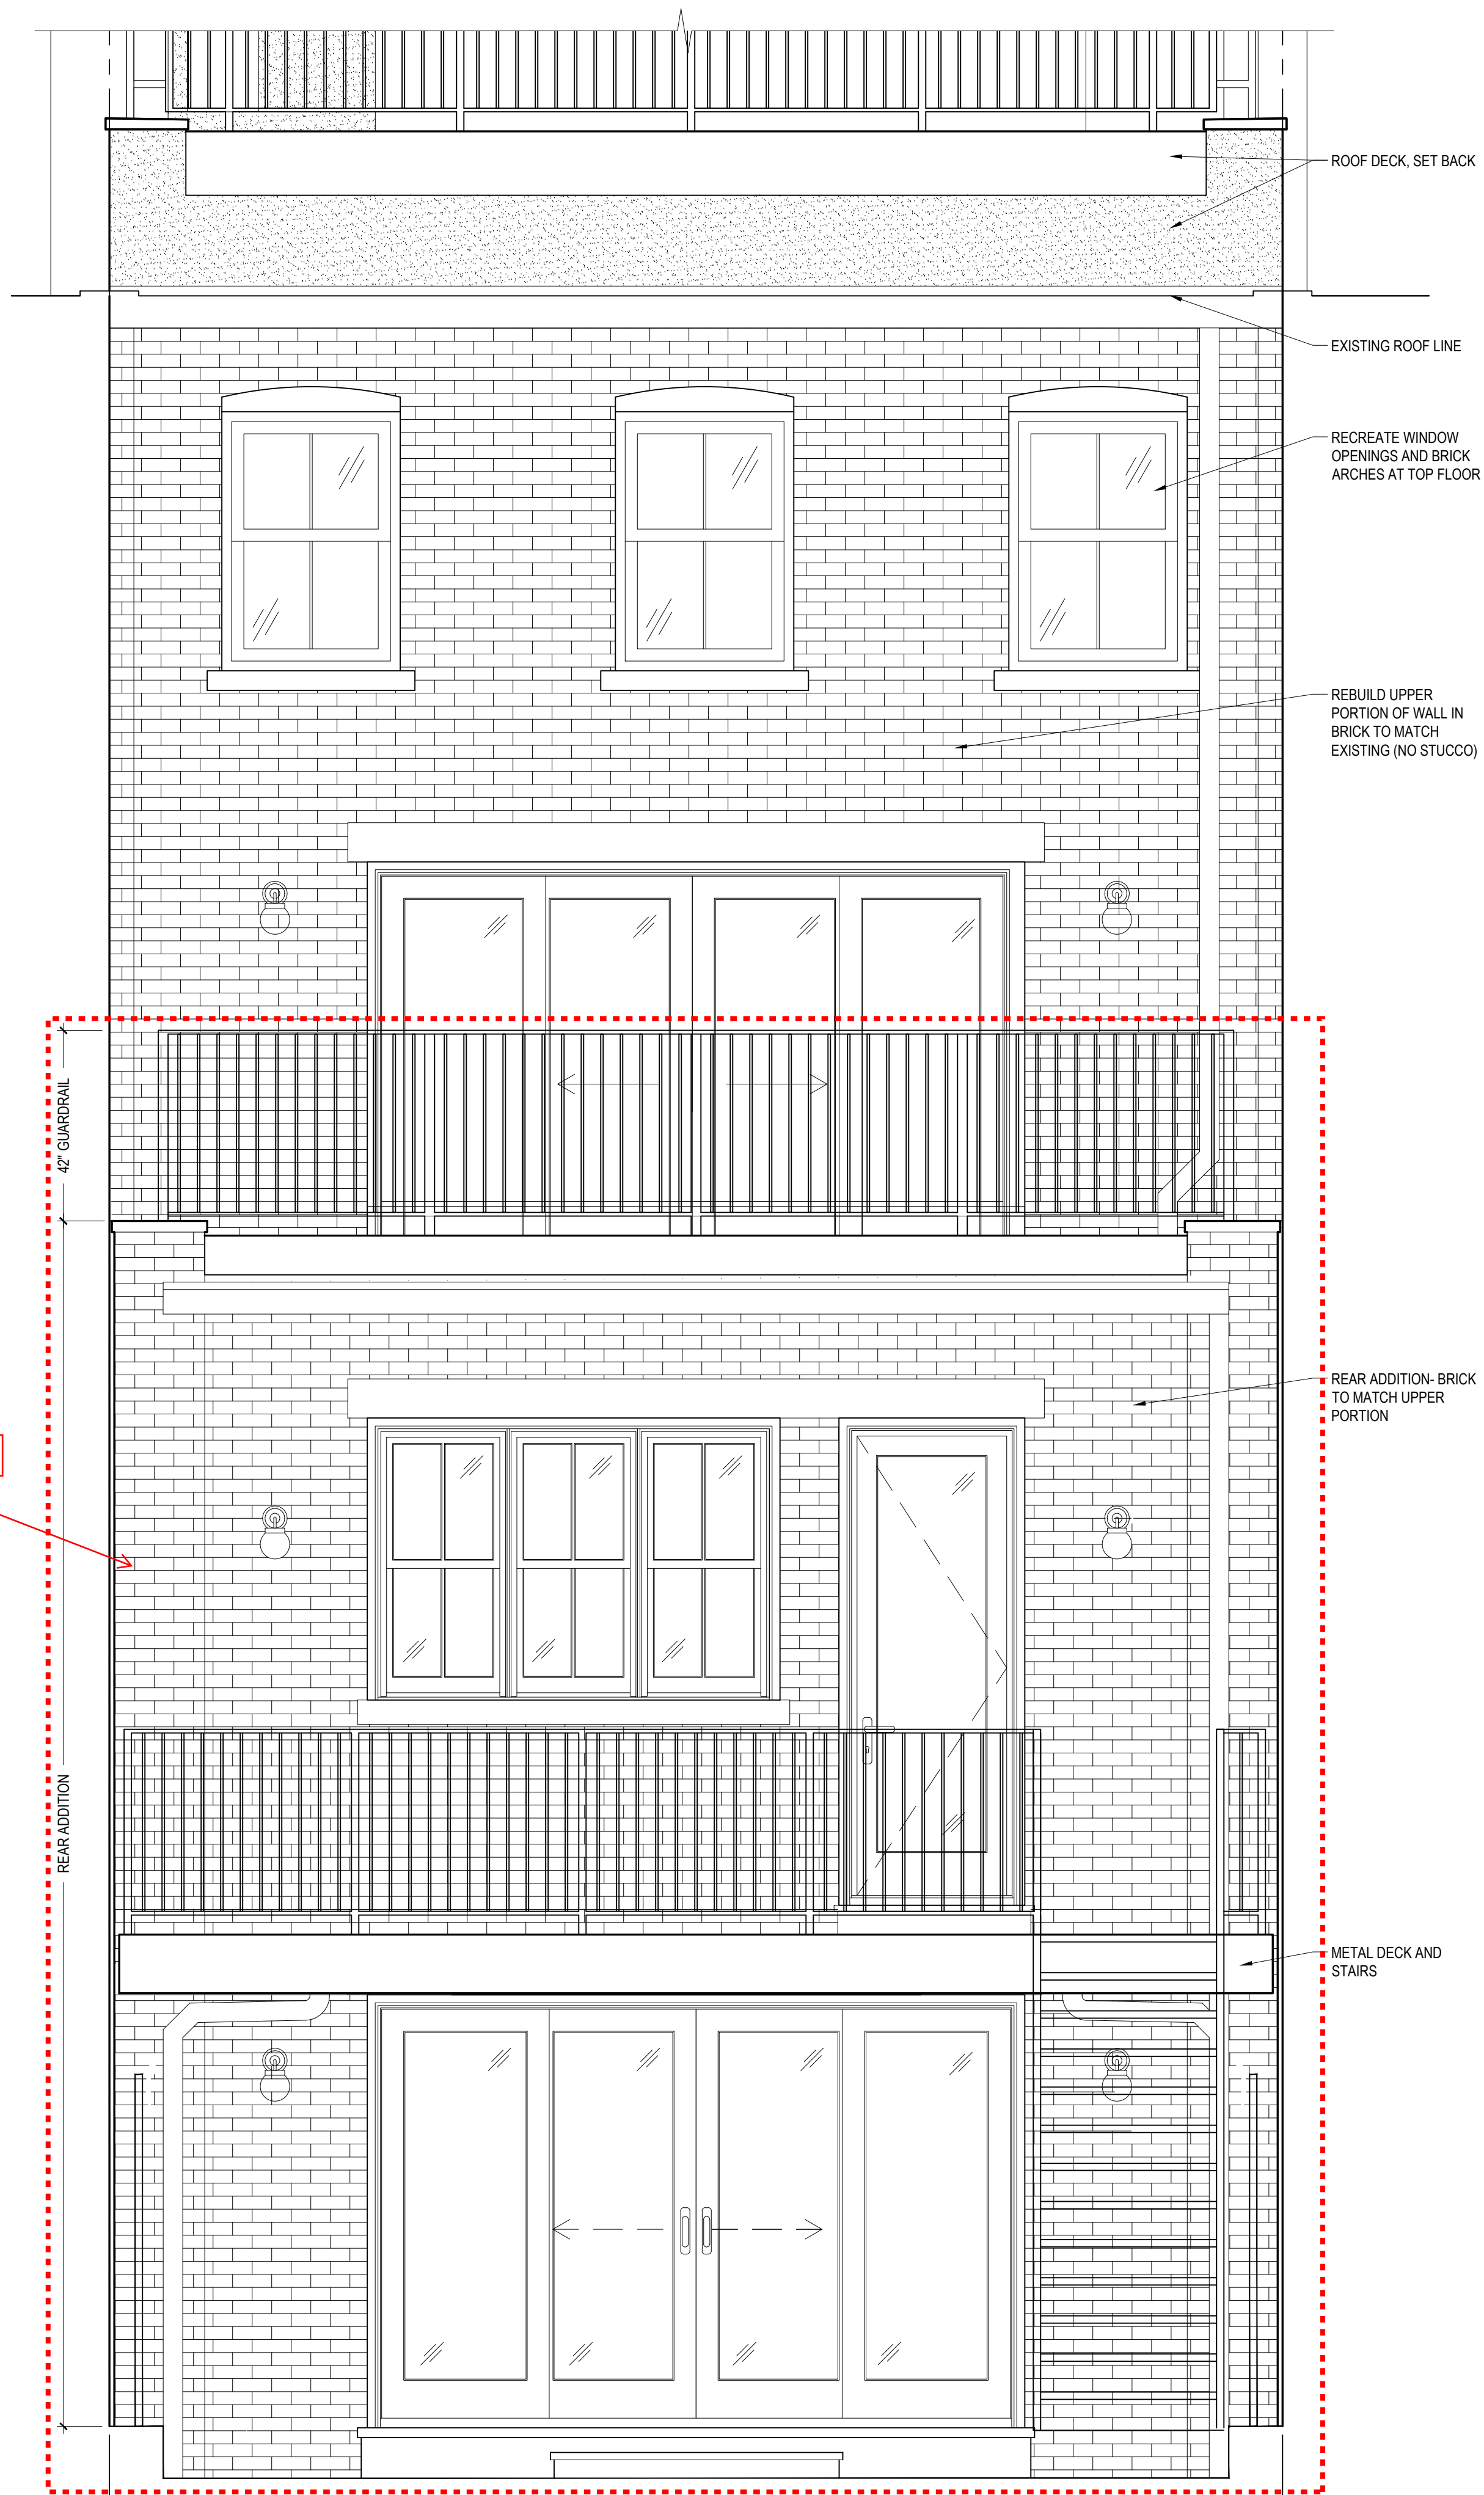 ROOF DECK, SET BACK
EXISTING ROOF LINE
RECREATE WINDOW
OPENINGS AND BRICK
ARCHES AT TOP FLOOR
REBUILD UPPER
PORTION OF WALL IN
BRICK TO MATCH
EXISTING (NO STUCCO)
42" GUARDRAIL
REAR ADDITION- BRICK
TO MATCH UPPER
PORTION
REAR ADDITION
METAL DECK AND
STAIRS